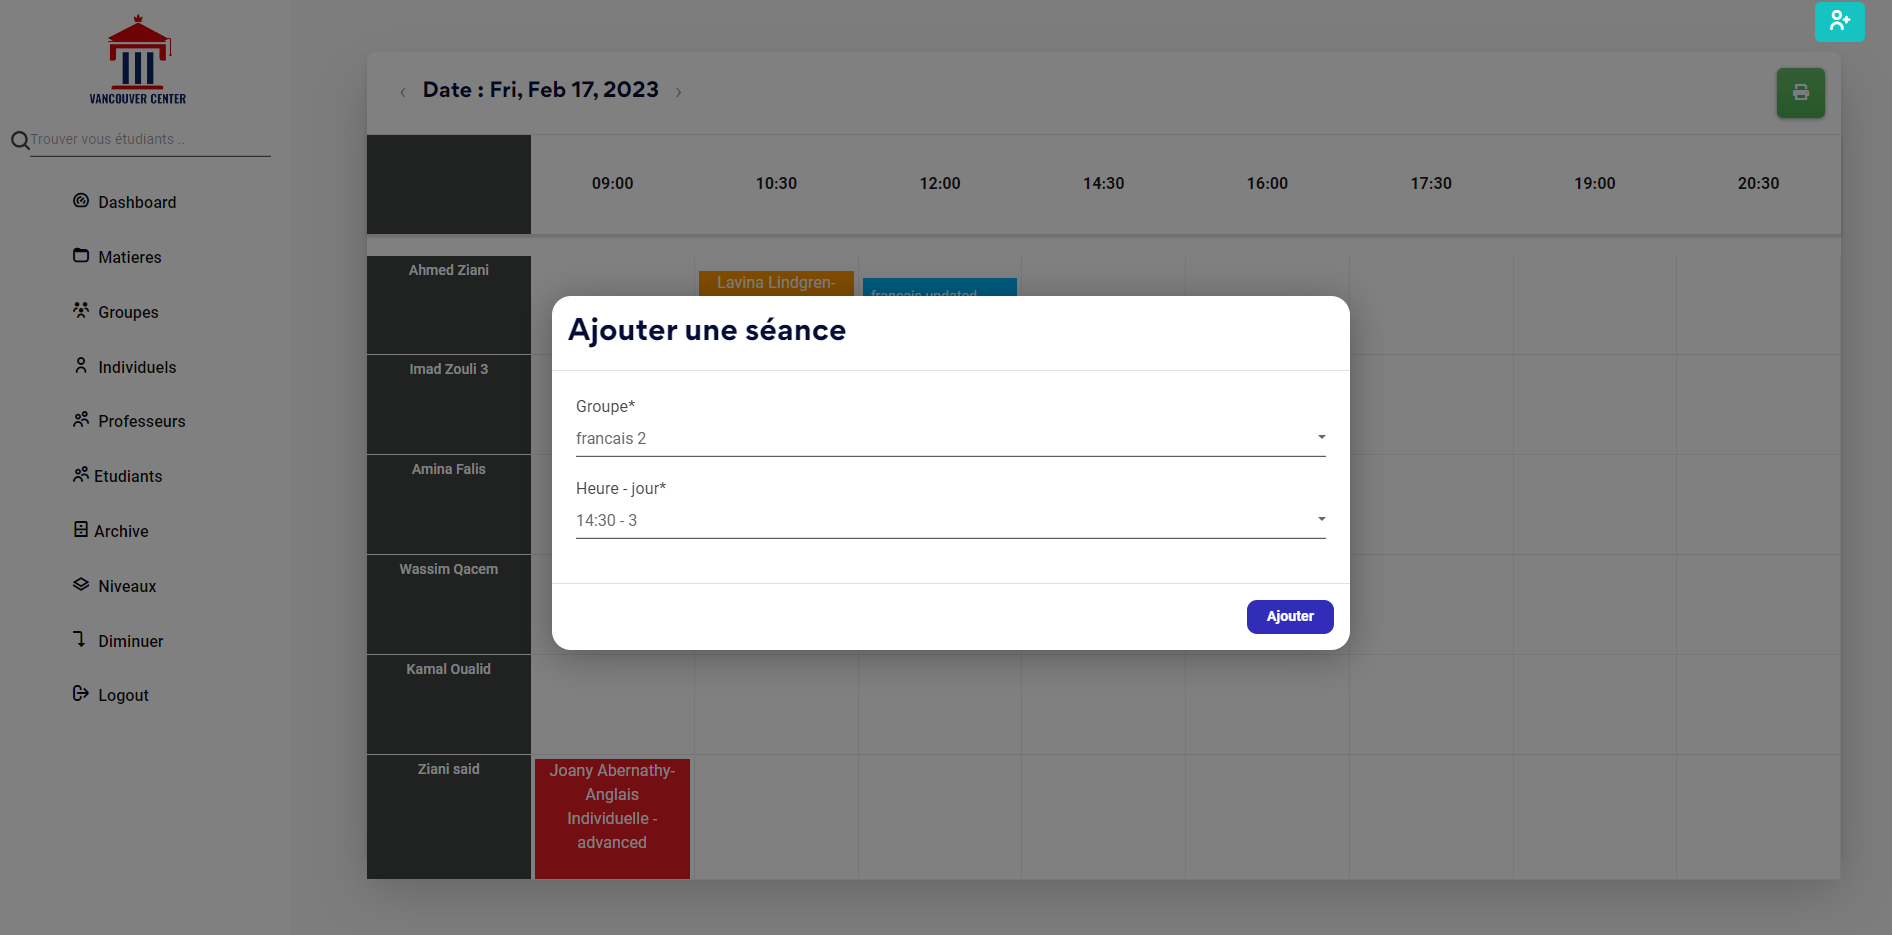 VANCOUVER CENTER
Trouver vous étudiants ..
Dashboard
Matieres
Groupes
Individuels
Professeurs
Etudiants
Archive
Niveaux
Diminuer
Logout
‹ Date : Fri, Feb 17, 2023 ›
09:00 10:30 12:00 14:30 16:00 17:30 19:00 20:30
Ahmed Ziani
Lavina Lindgren-
francais updated
Imad Zouli 3
Amina Falis
Wassim Qacem
Kamal Oualid
Ziani said
Joany Abernathy-
Anglais
Individuelle -
advanced
Ajouter une séance
Groupe*
francais 2
Heure - jour*
14:30 - 3
Ajouter